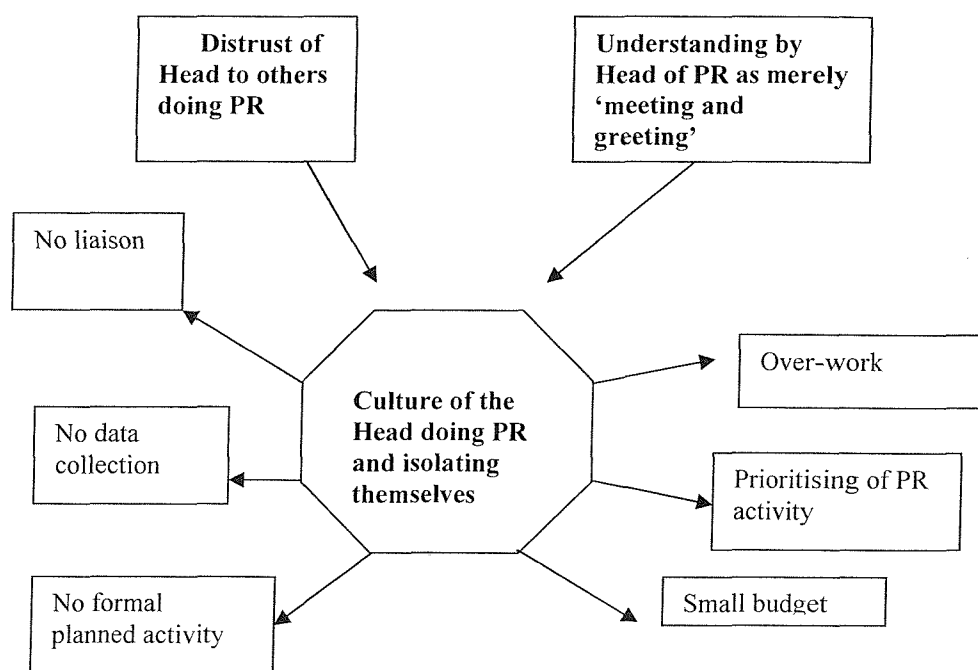 Distrust of
Head to others
doing PR
Understanding by
Head of PR as merely
‘meeting and
greeting’
No liaison
Over-work
Culture of the
Head doing PR
and isolating
themselves
No data
collection
Prioritising of PR
activity
No formal
planned activity
Small budget